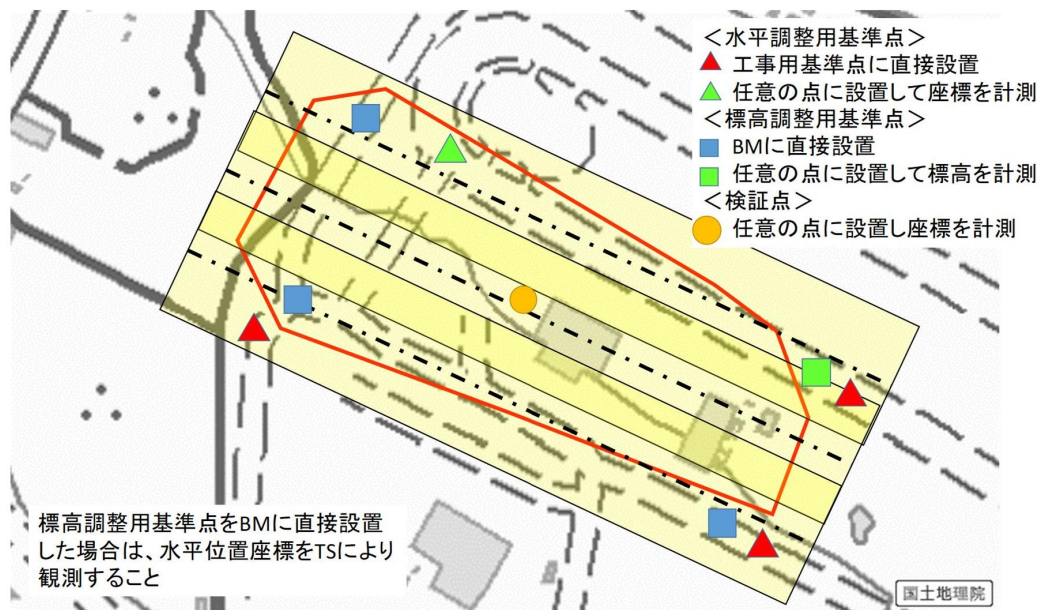 ＜水平調整用基準点＞
工事用基準点に直接設置
任意の点に設置して座標を計測
＜標高調整用基準点＞
BMに直接設置
任意の点に設置して標高を計測
＜検証点＞
任意の点に設置し座標を計測
標高調整用基準点をBMに直接設置
した場合は、水平位置座標をTSにより
観測すること
国土地理院